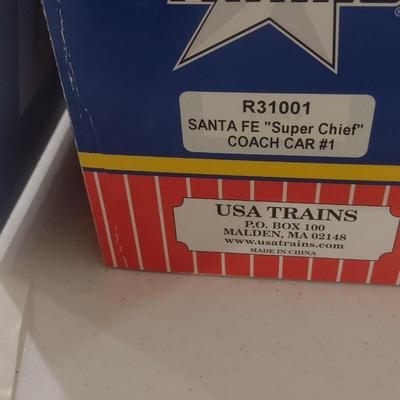 R31001
SANTA FE "Super Chief"
COACH CAR #1
USA TRAINS
P.O. BOX 100
MALDEN, MA 02148
www.usatrains.com
MADE IN CHINA